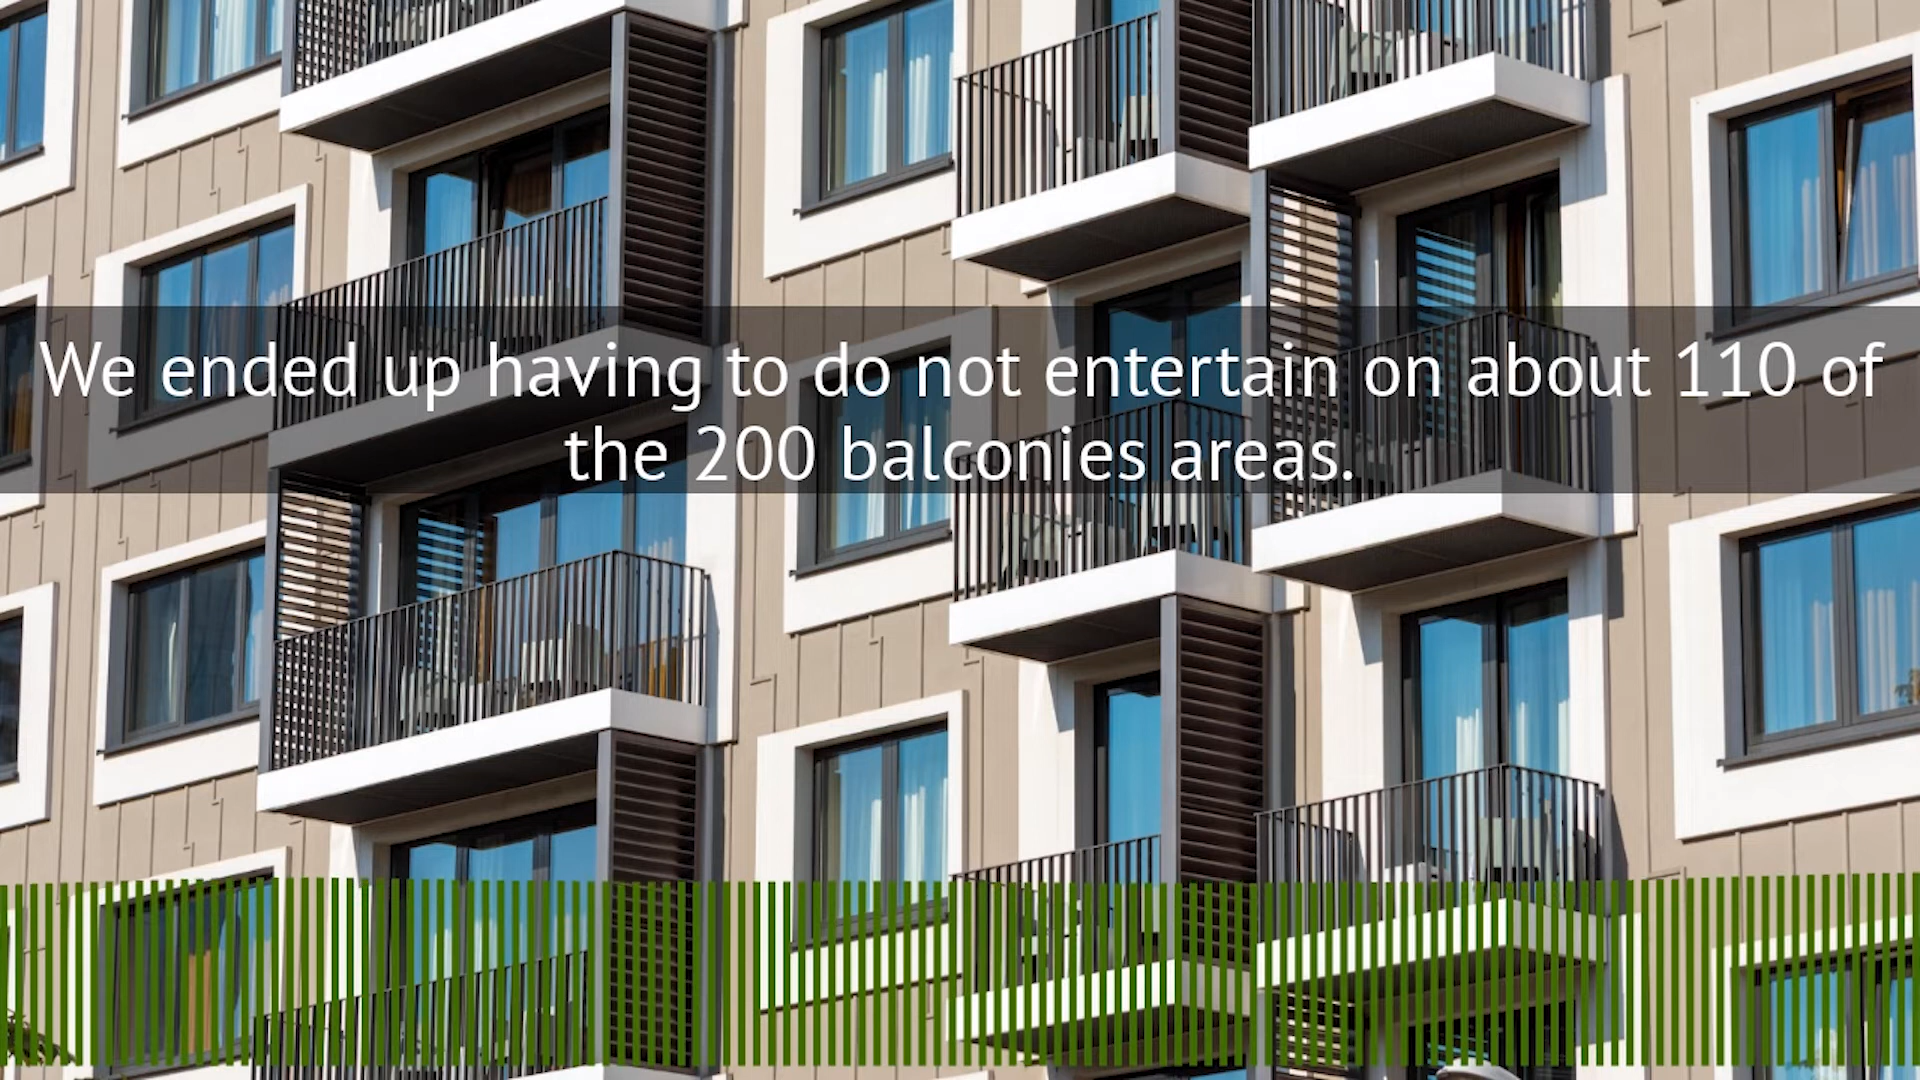 We ended up having to do not entertain on about 110 of
the 200 balconies areas.